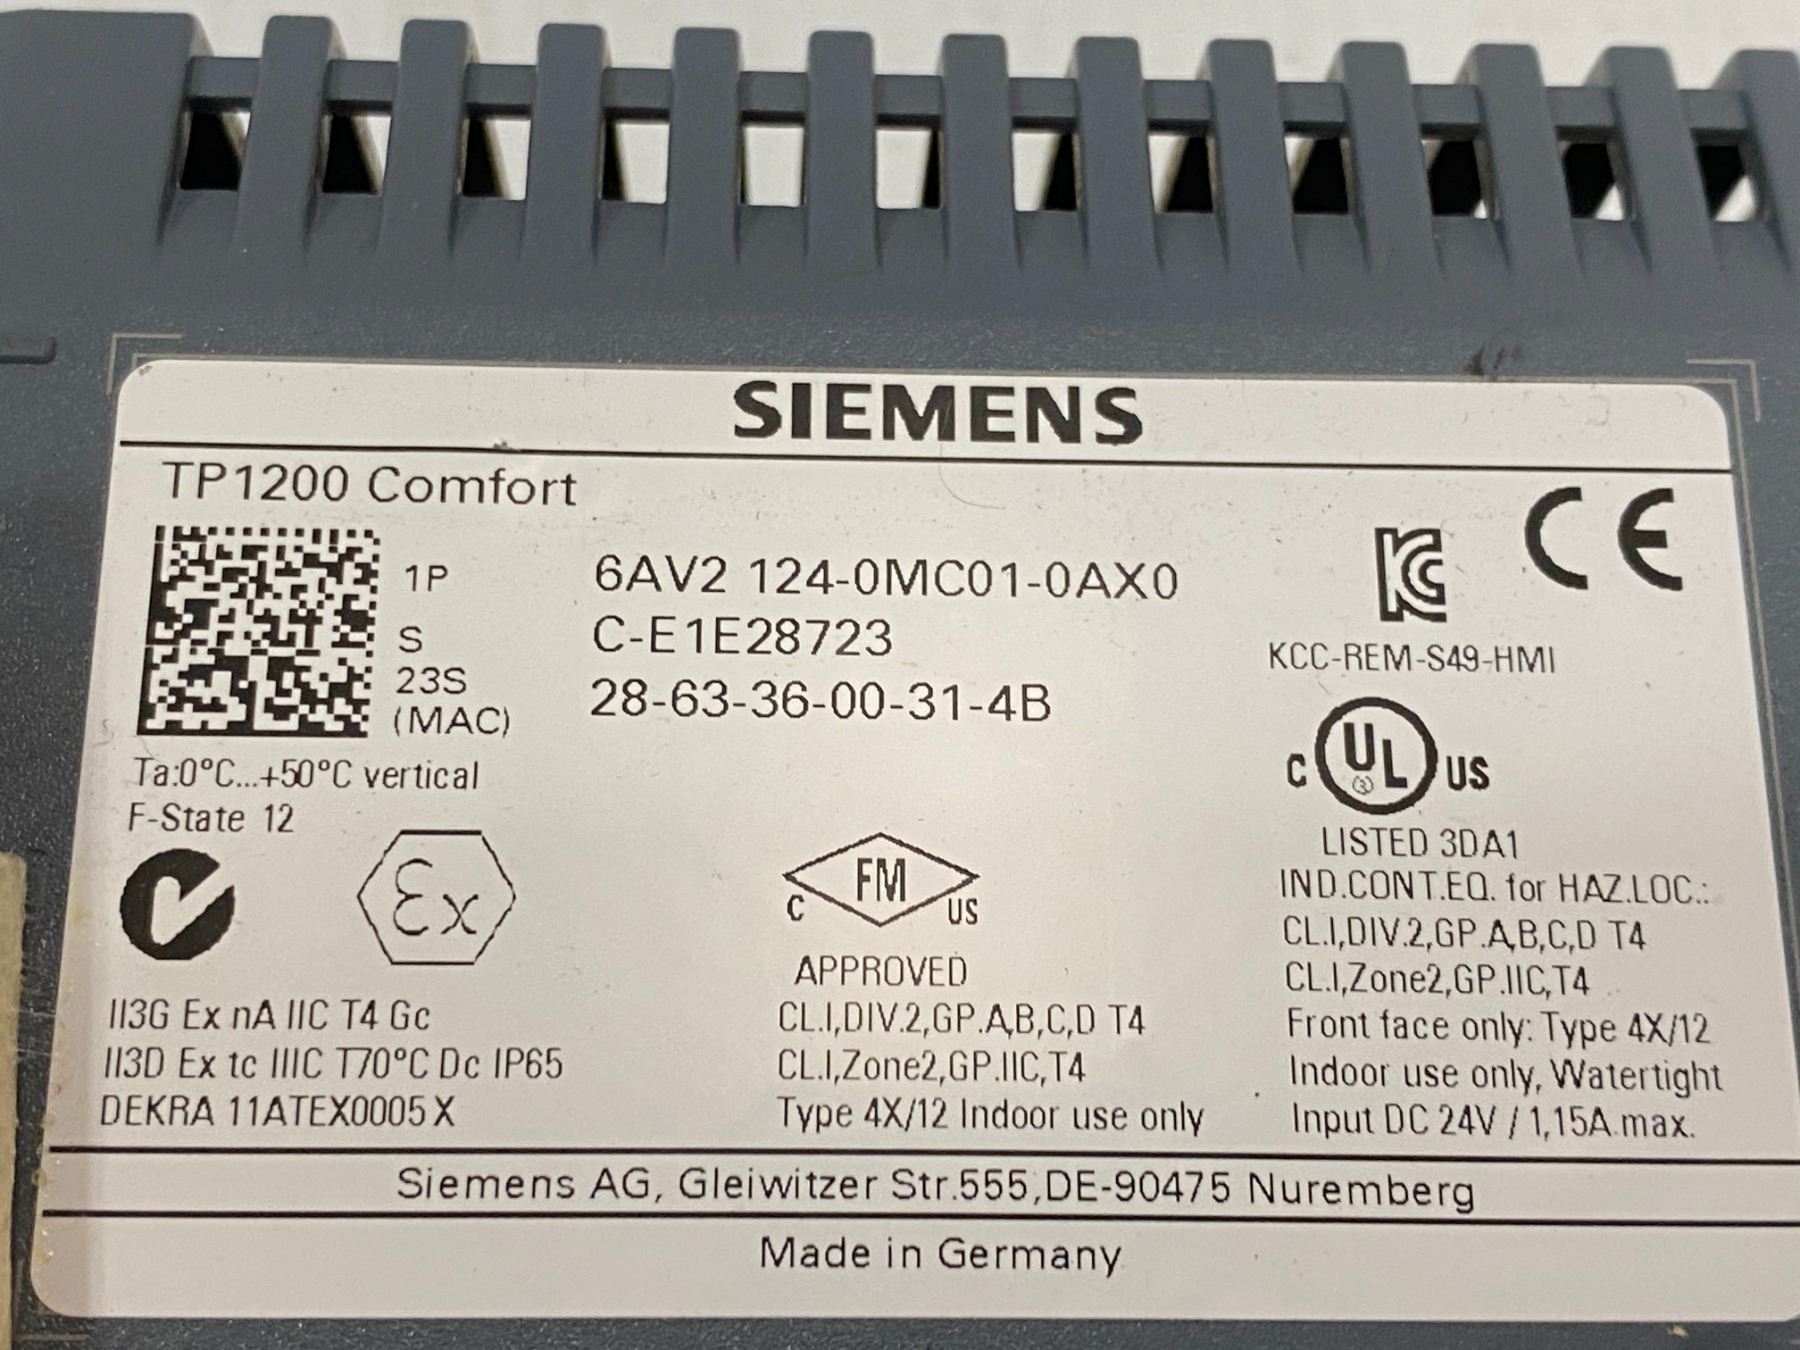 SIEMENS
TP1200 Comfort
1P 6AV2 124-0MC01-0AX0
S C-E1E28723
23S
(MAC) 28-63-36-00-31-4B
Ta:0°C...+50°C vertical
F-State 12
Ex
II3G Ex nA IIC T4 Gc
II3D Ex tc IIIC T70°C Dc IP65
DEKRA 11ATEX0005 X
FM
C US
APPROVED
CL.I,DIV.2,GP.A,B,C,D T4
CL.I,Zone2,GP.IIC,T4
Type 4X/12 Indoor use only
CE
KC
KCC-REM-S49-HMI
C UL US
LISTED 3DA1
IND.CONT.EQ. for HAZ.LOC.:
CL.I,DIV.2,GP.A,B,C,D T4
CL.I,Zone2,GP.IIC,T4
Front face only: Type 4X/12
Indoor use only, Watertight
Input DC 24V / 1,15A max.
Siemens AG, Gleiwitzer Str.555,DE-90475 Nuremberg
Made in Germany